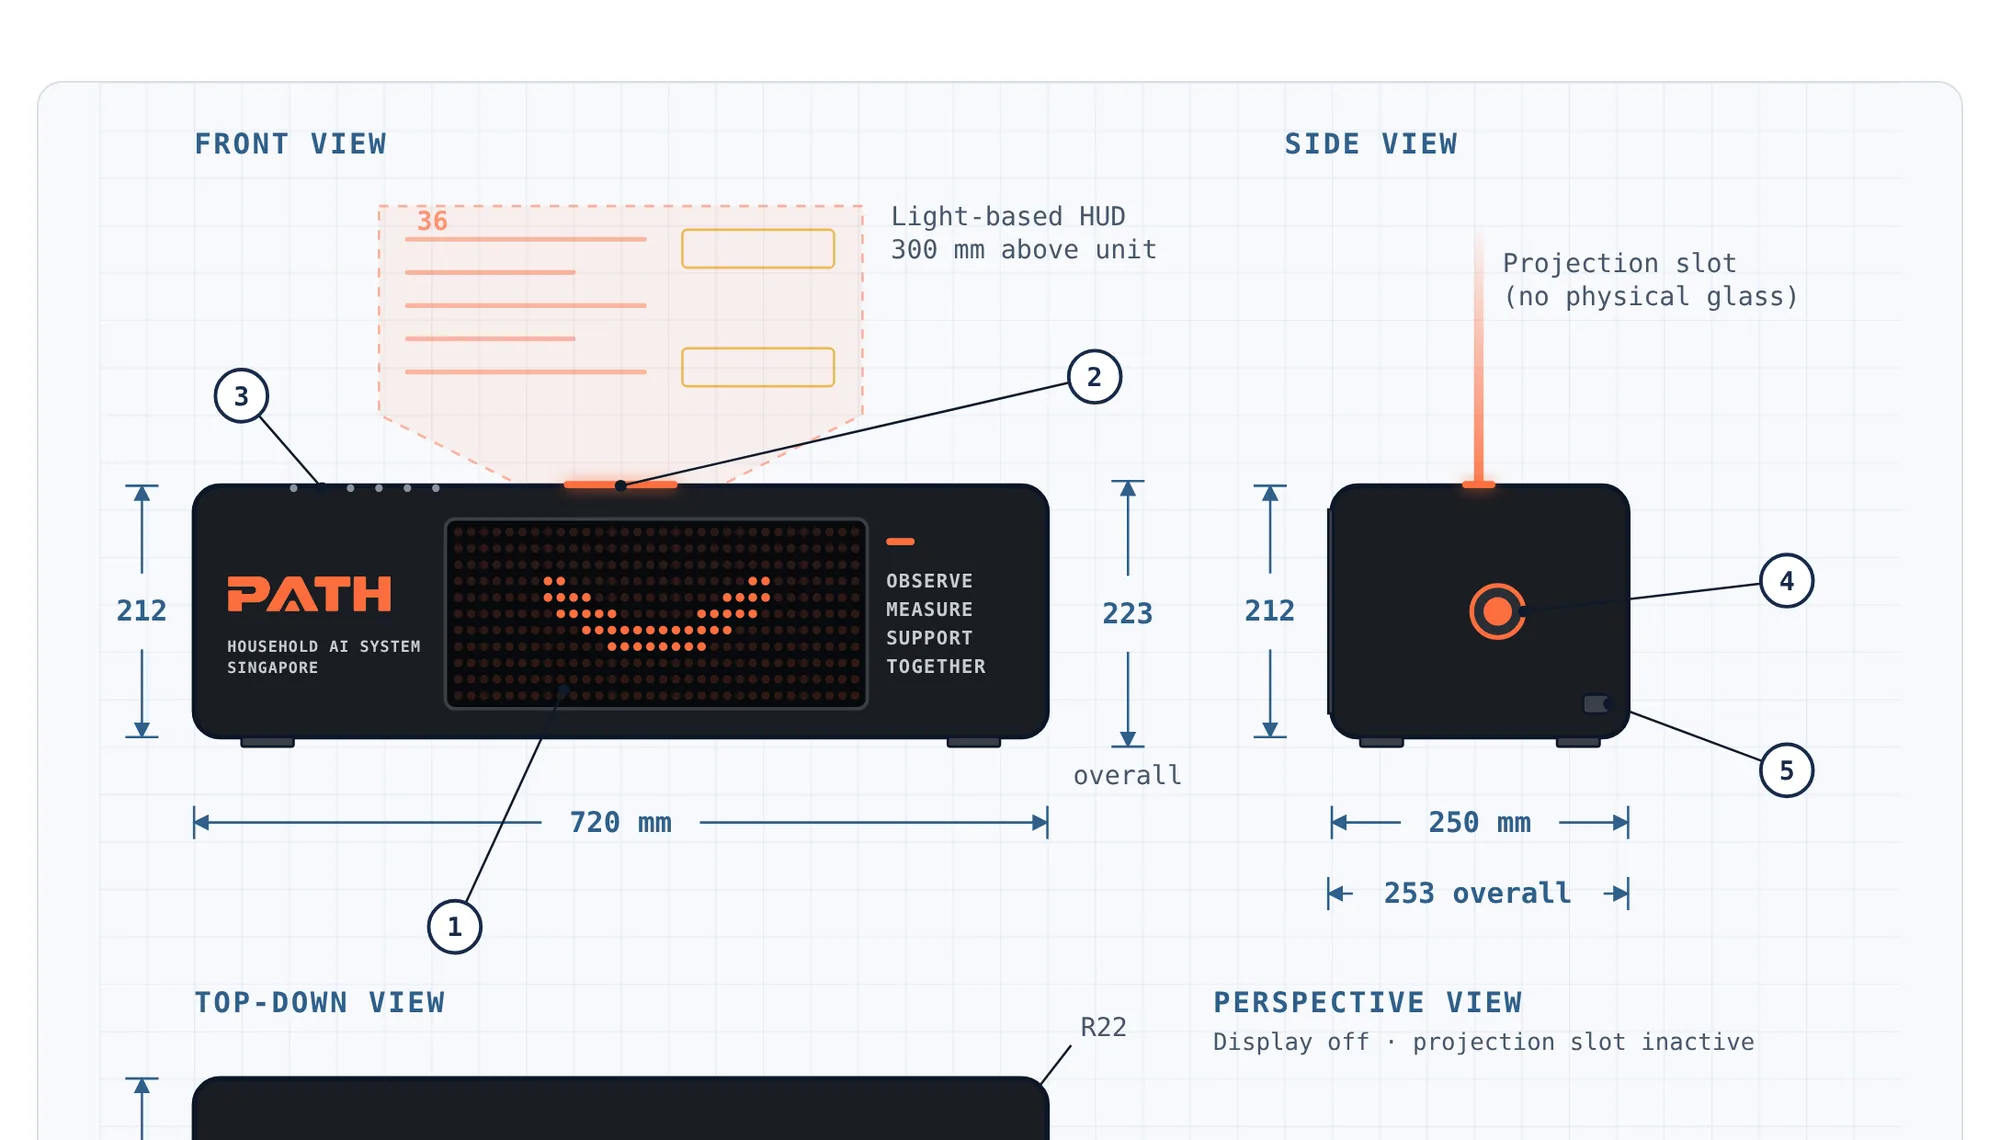 FRONT VIEW
SIDE VIEW
36
Light-based HUD
300 mm above unit
Projection slot
(no physical glass)
3
2
212
PATH
HOUSEHOLD AI SYSTEM
SINGAPORE
OBSERVE
MEASURE
SUPPORT
TOGETHER
223
overall
212
4
5
720 mm
250 mm
253 overall
1
TOP-DOWN VIEW
R22
PERSPECTIVE VIEW
Display off · projection slot inactive